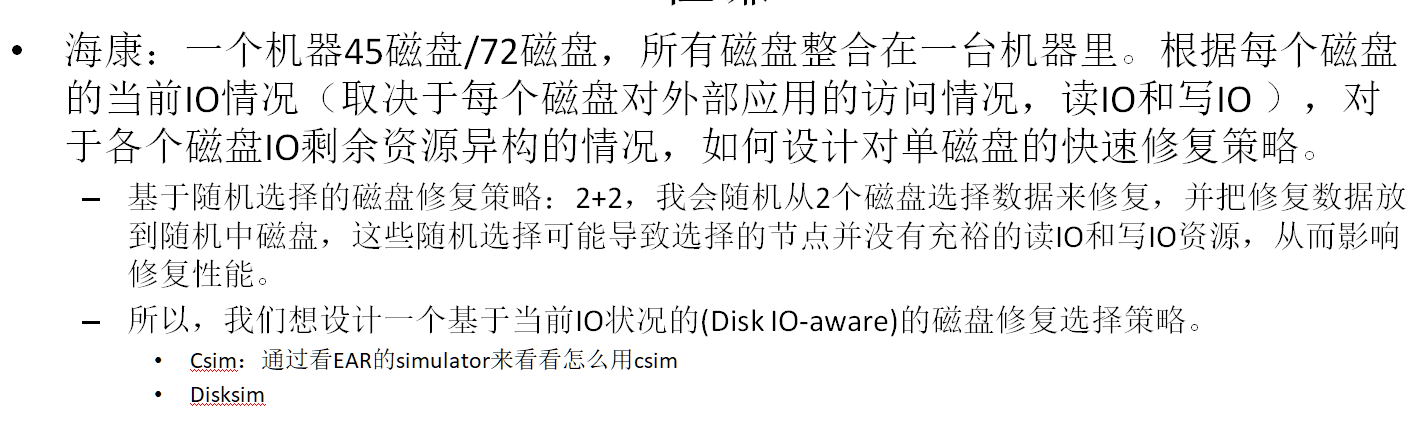 • 海康：一个机器45磁盘/72磁盘，所有磁盘整合在一台机器里。根据每个磁盘
的当前IO情况（取决于每个磁盘对外部应用的访问情况，读IO和写IO ），对
于各个磁盘IO剩余资源异构的情况，如何设计对单磁盘的快速修复策略。
– 基于随机选择的磁盘修复策略：2+2，我会随机从2个磁盘选择数据来修复，并把修复数据放
到随机中磁盘，这些随机选择可能导致选择的节点并没有充裕的读IO和写IO资源，从而影响
修复性能。
– 所以，我们想设计一个基于当前IO状况的(Disk IO-aware)的磁盘修复选择策略。
• Csim：通过看EAR的simulator来看看怎么用csim
• Disksim